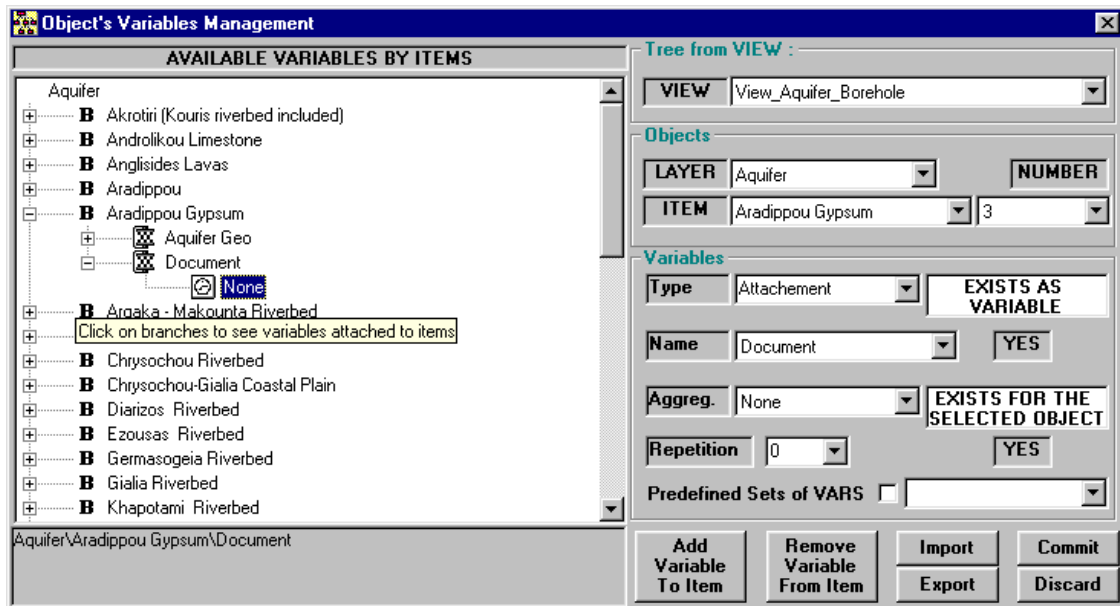 Object's Variables Management
AVAILABLE VARIABLES BY ITEMS
Aquifer
B Akrotiri (Kouris riverbed included)
B Androlikou Limestone
B Anglisides Lavas
B Aradippou
B Aradippou Gypsum
Aquifer Geo
Document
None
B Argaka - Makounta Riverbed
Click on branches to see variables attached to items
B Chrysochou Riverbed
B Chrysochou-Gialia Coastal Plain
B Diarizos Riverbed
B Ezousas Riverbed
B Germasogeia Riverbed
B Gialia Riverbed
B Khapotami Riverbed
Aquifer\Aradippou Gypsum\Document
Tree from VIEW :
VIEW View_Aquifer_Borehole
Objects
LAYER Aquifer NUMBER
ITEM Aradippou Gypsum 3
Variables
Type Attachement EXISTS AS
VARIABLE
Name Document YES
Aggreg. None EXISTS FOR THE
SELECTED OBJECT
Repetition 0 YES
Predefined Sets of VARS
Add
Variable
To Item
Remove
Variable
From Item
Import
Export
Commit
Discard